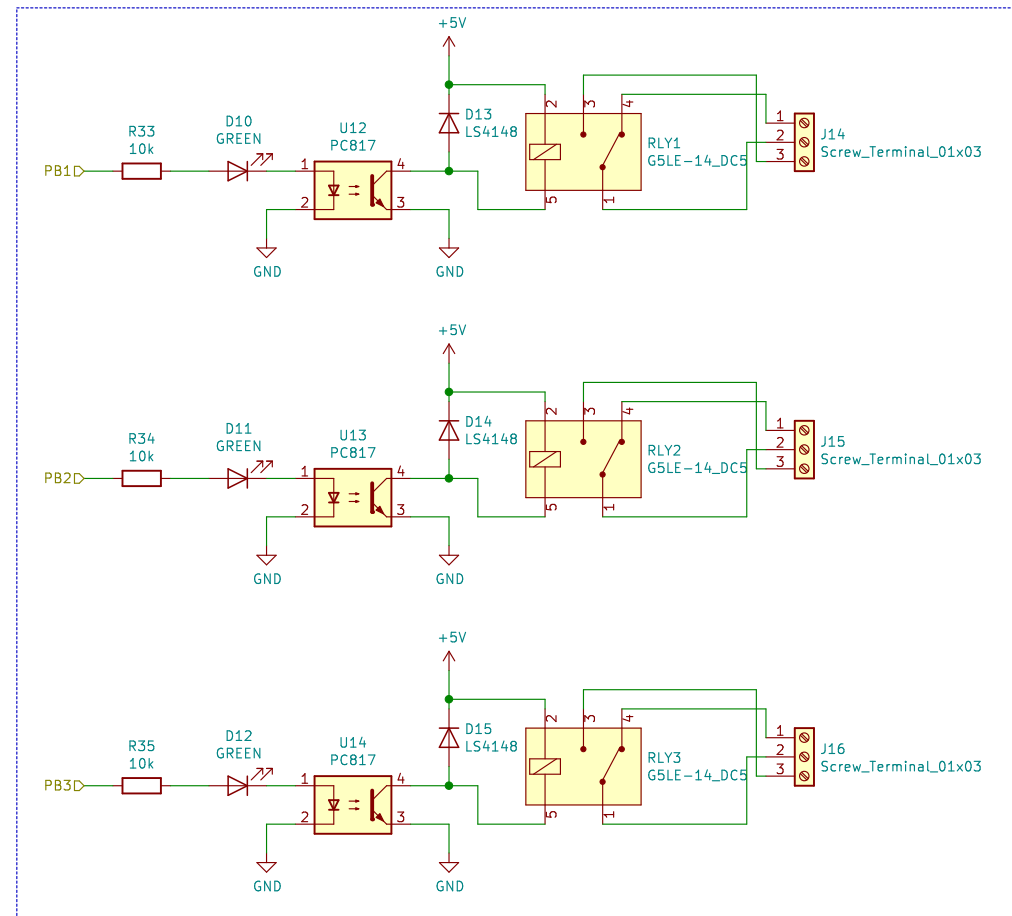 +5V
D13
LS4148
R33
10k
D10
GREEN
U12
PC817
PB1
1
2
4
3
GND
GND
2
3
4
5
1
RLY1
G5LE-14_DC5
1
2
3
J14
Screw_Terminal_01x03
+5V
D14
LS4148
R34
10k
D11
GREEN
U13
PC817
PB2
1
2
4
3
GND
GND
2
3
4
5
1
RLY2
G5LE-14_DC5
1
2
3
J15
Screw_Terminal_01x03
+5V
D15
LS4148
R35
10k
D12
GREEN
U14
PC817
PB3
1
2
4
3
GND
GND
2
3
4
5
1
RLY3
G5LE-14_DC5
1
2
3
J16
Screw_Terminal_01x03